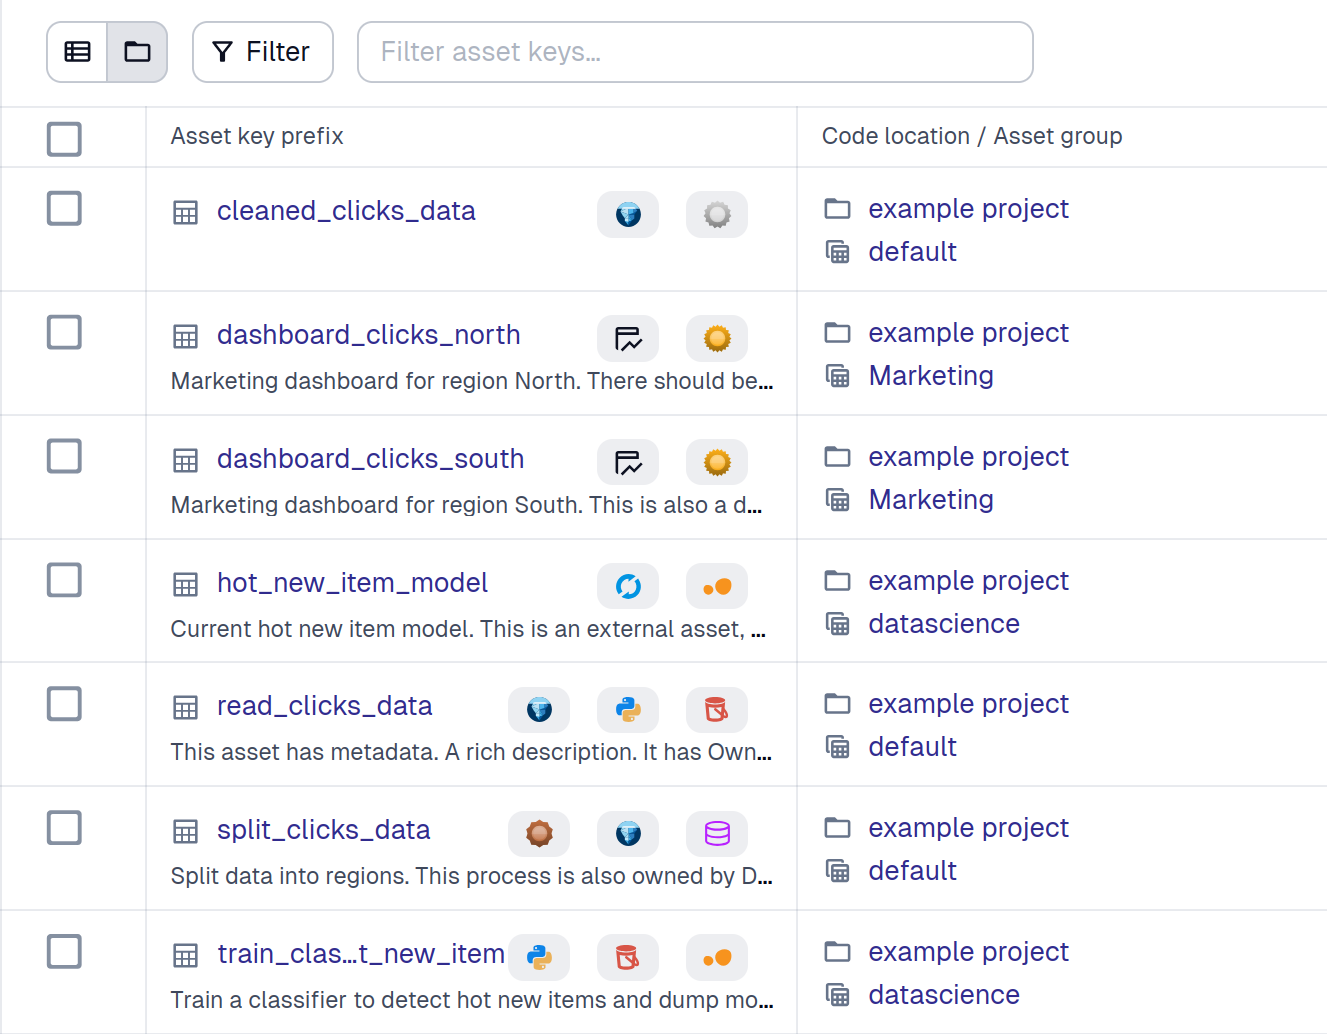 Filter
Filter asset keys…
Asset key prefix
Code location / Asset group
cleaned_clicks_data
example project
default
dashboard_clicks_north
Marketing dashboard for region North. There should be...
example project
Marketing
dashboard_clicks_south
Marketing dashboard for region South. This is also a d...
example project
Marketing
hot_new_item_model
Current hot new item model. This is an external asset, ...
example project
datascience
read_clicks_data
This asset has metadata. A rich description. It has Own...
example project
default
split_clicks_data
Split data into regions. This process is also owned by D...
example project
default
train_clas…t_new_item
Train a classifier to detect hot new items and dump mo...
example project
datascience